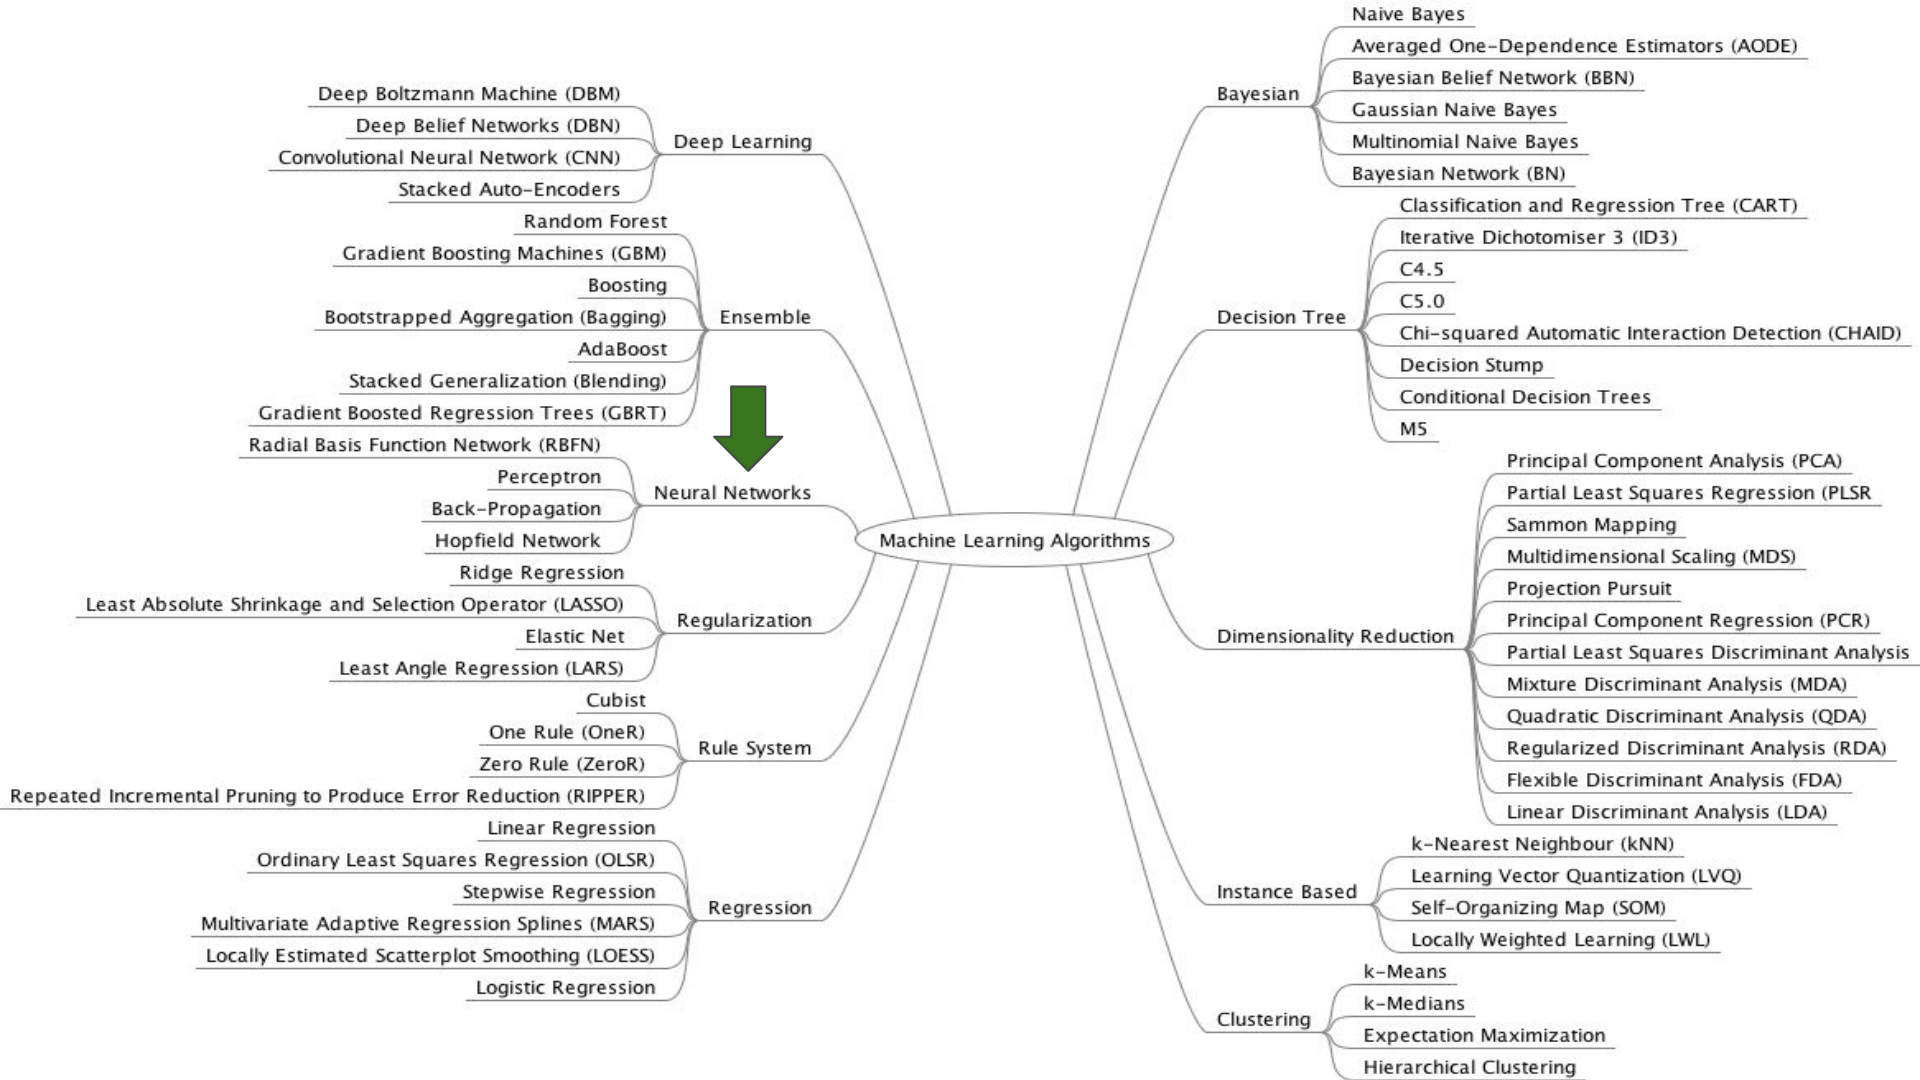 Deep Boltzmann Machine (DBM)
Deep Belief Networks (DBN)
Convolutional Neural Network (CNN)
Stacked Auto-Encoders
Deep Learning
Random Forest
Gradient Boosting Machines (GBM)
Boosting
Bootstrapped Aggregation (Bagging)
AdaBoost
Stacked Generalization (Blending)
Gradient Boosted Regression Trees (GBRT)
Ensemble
Radial Basis Function Network (RBFN)
Perceptron
Back-Propagation
Hopfield Network
Neural Networks
Ridge Regression
Least Absolute Shrinkage and Selection Operator (LASSO)
Elastic Net
Least Angle Regression (LARS)
Regularization
Cubist
One Rule (OneR)
Zero Rule (ZeroR)
Repeated Incremental Pruning to Produce Error Reduction (RIPPER)
Rule System
Linear Regression
Ordinary Least Squares Regression (OLSR)
Stepwise Regression
Multivariate Adaptive Regression Splines (MARS)
Locally Estimated Scatterplot Smoothing (LOESS)
Logistic Regression
Regression
Machine Learning Algorithms
Bayesian
Naive Bayes
Averaged One-Dependence Estimators (AODE)
Bayesian Belief Network (BBN)
Gaussian Naive Bayes
Multinomial Naive Bayes
Bayesian Network (BN)
Decision Tree
Classification and Regression Tree (CART)
Iterative Dichotomiser 3 (ID3)
C4.5
C5.0
Chi-squared Automatic Interaction Detection (CHAID)
Decision Stump
Conditional Decision Trees
M5
Dimensionality Reduction
Principal Component Analysis (PCA)
Partial Least Squares Regression (PLSR
Sammon Mapping
Multidimensional Scaling (MDS)
Projection Pursuit
Principal Component Regression (PCR)
Partial Least Squares Discriminant Analysis
Mixture Discriminant Analysis (MDA)
Quadratic Discriminant Analysis (QDA)
Regularized Discriminant Analysis (RDA)
Flexible Discriminant Analysis (FDA)
Linear Discriminant Analysis (LDA)
Instance Based
k-Nearest Neighbour (kNN)
Learning Vector Quantization (LVQ)
Self-Organizing Map (SOM)
Locally Weighted Learning (LWL)
Clustering
k-Means
k-Medians
Expectation Maximization
Hierarchical Clustering